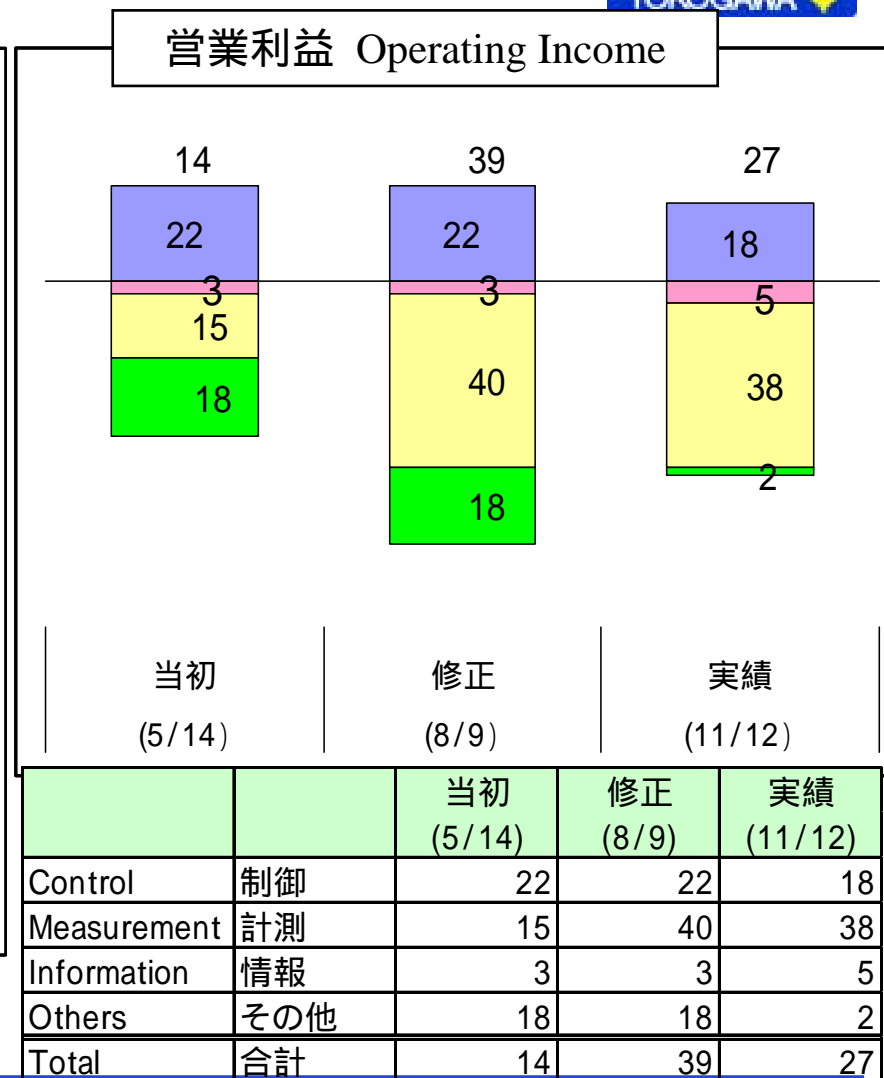 YOKOGAWA
営業利益 Operating Income
14 39 27
22 22 18
3 3 5
15 40 38
18 18 2
当初 修正 実績
(5/14) (8/9) (11/12)
当初 修正 実績
(5/14) (8/9) (11/12)
Control 制御 22 22 18
Measurement 計測 15 40 38
Information 情報 3 3 5
Others その他 18 18 2
Total 合計 14 39 27